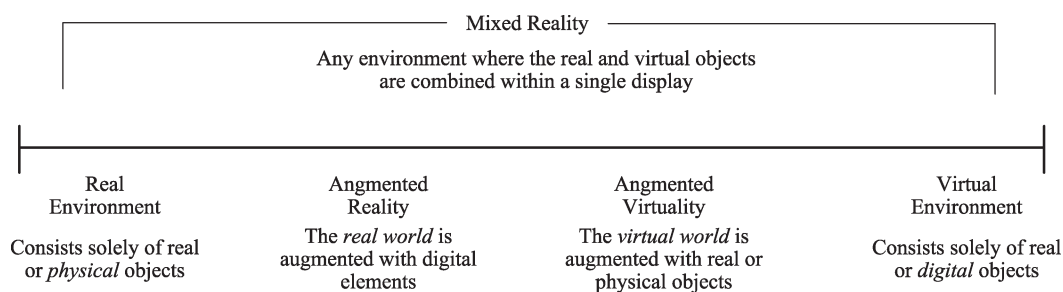 Mixed Reality
Any environment where the real and virtual objects
are combined within a single display
Real
Environment
Consists solely of real
or physical objects
Angmented
Reality
The real world is
augmented with digital
elements
Angmented
Virtuality
The virtual world is
augmented with real or
physical objects
Virtual
Environment
Consists solely of real
or digital objects